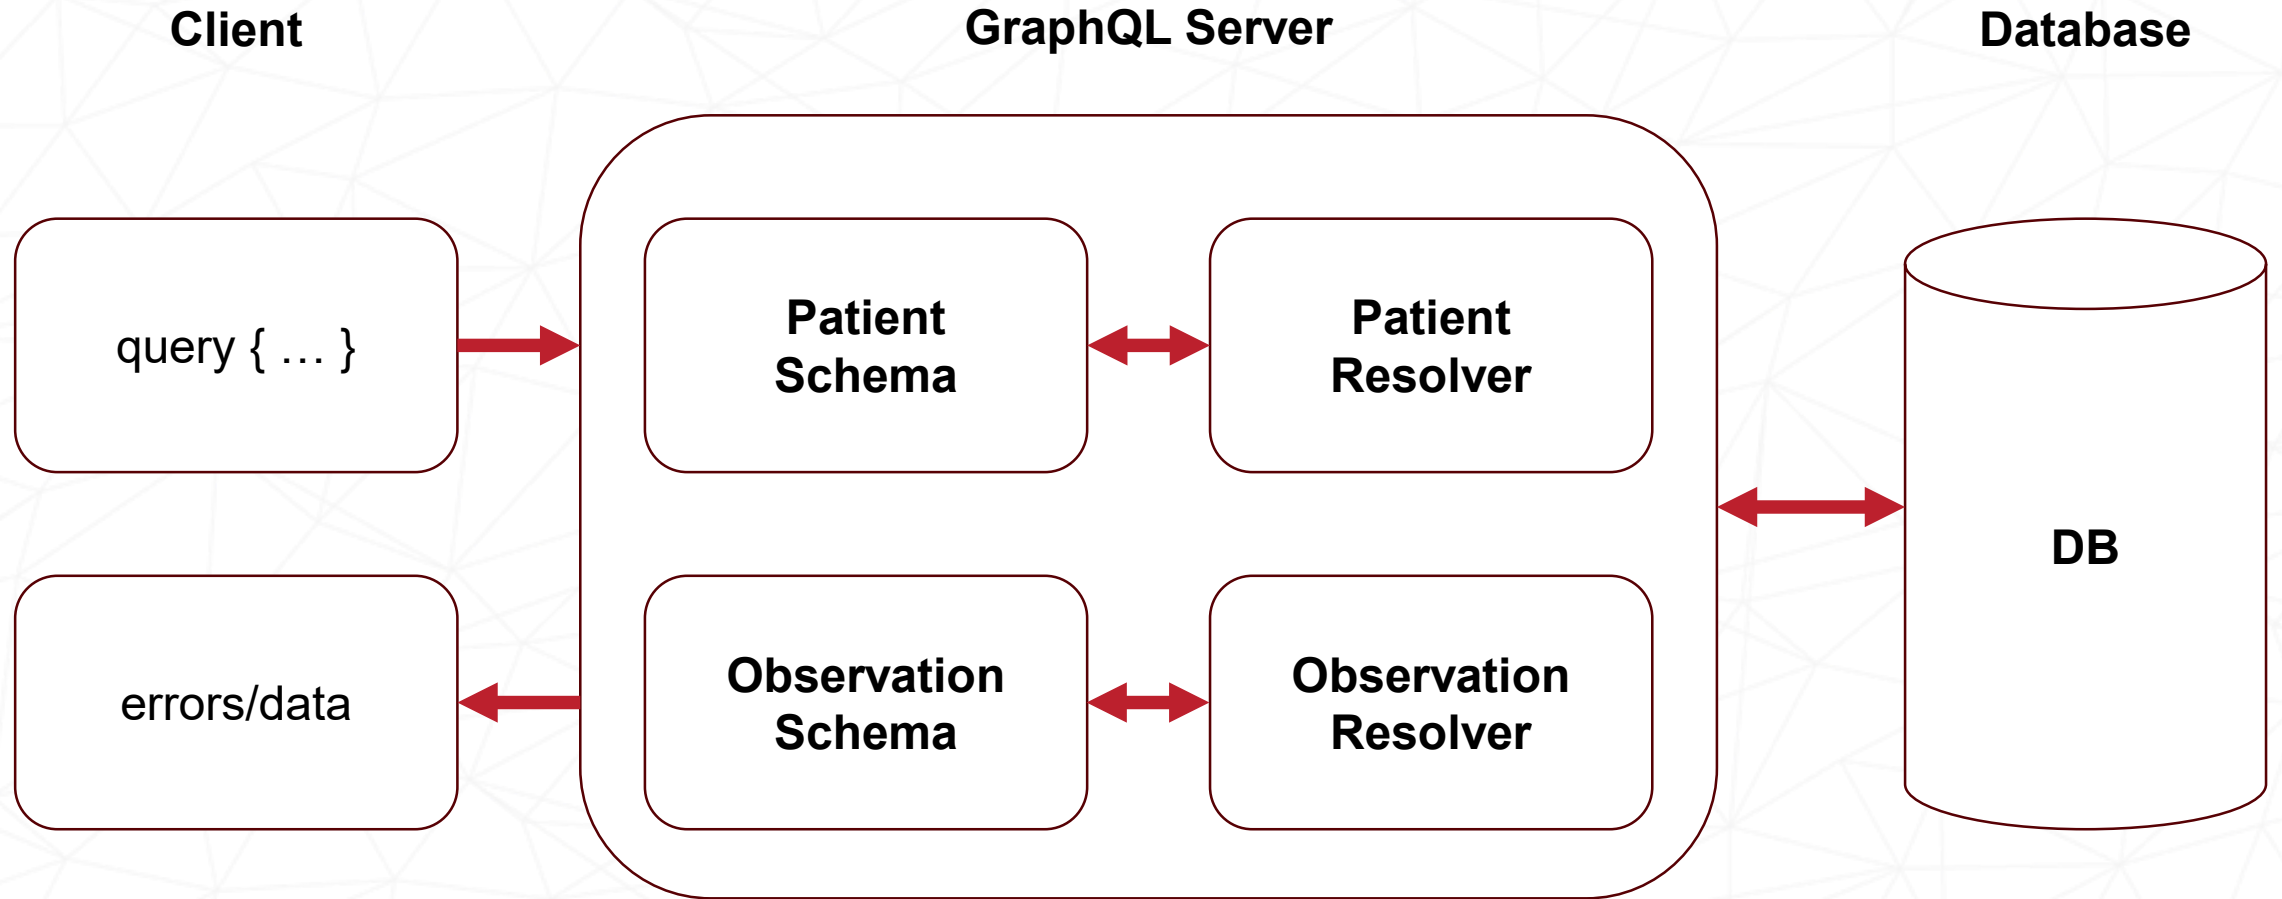 Client
GraphQL Server
Database
query { … }
Patient
Schema
Patient
Resolver
DB
errors/data
Observation
Schema
Observation
Resolver